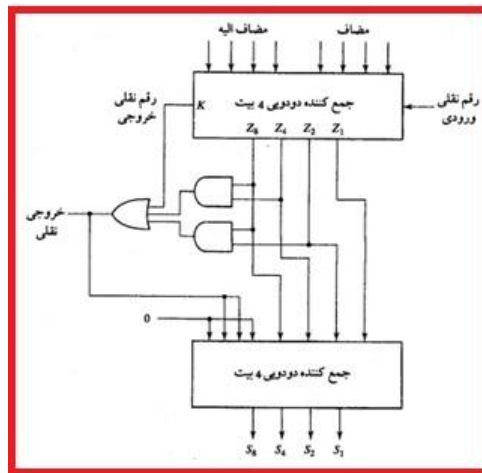 مضاف الیه    مضاف
جمع کننده دودویی 4 بیت
رقم نقلی
ورودی
رقم نقلی
خروجی
K
Z8 Z4 Z2 Z1
خروجی
نقلی
0
جمع کننده دودویی 4 بیت
S8 S4 S2 S1